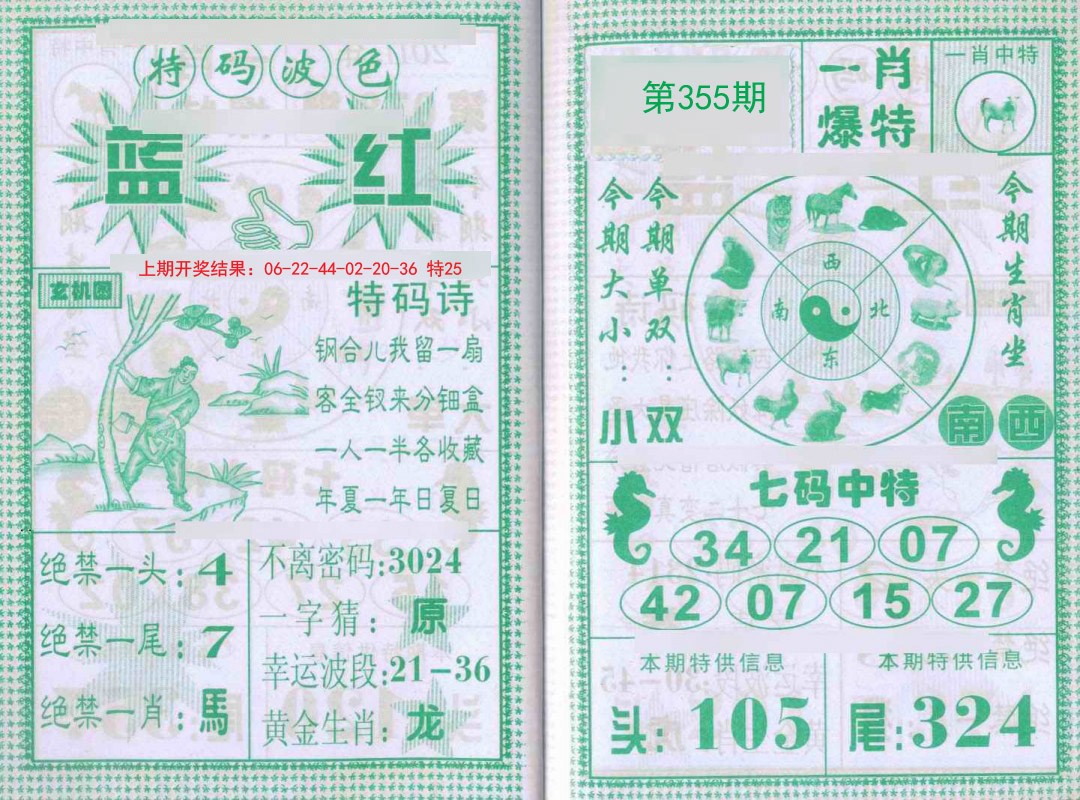 特码波色
蓝 红
上期开奖结果：06-22-44-02-20-36 特25
玄机图
特码诗
钢合儿我留一扇
客全钗来分钿盒
一人一半各收藏
年夏一年日夏日
绝禁一头：4
绝禁一尾：7
绝禁一肖：馬
不离密码:3024
一字猜：原
幸运波段:21-36
黄金生肖：龙
第355期
一肖
爆特
一肖中特
今期大小：小
今期单双：双
西
南 北
东
今期生肖坐
南 西
七码中特
34 21 07
42 07 15 27
本期特供信息
头:105
本期特供信息
尾:324